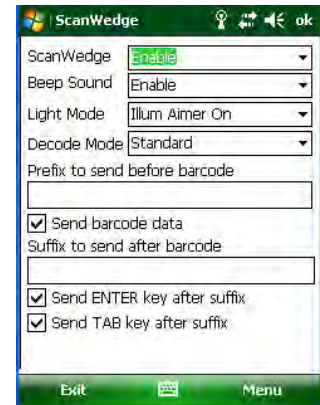 ScanWedge ok
ScanWedge Enable
Beep Sound Enable
Light Mode Illum Aimer On
Decode Mode Standard
Prefix to send before barcode
Send barcode data
Suffix to send after barcode
Send ENTER key after suffix
Send TAB key after suffix
Exit Menu